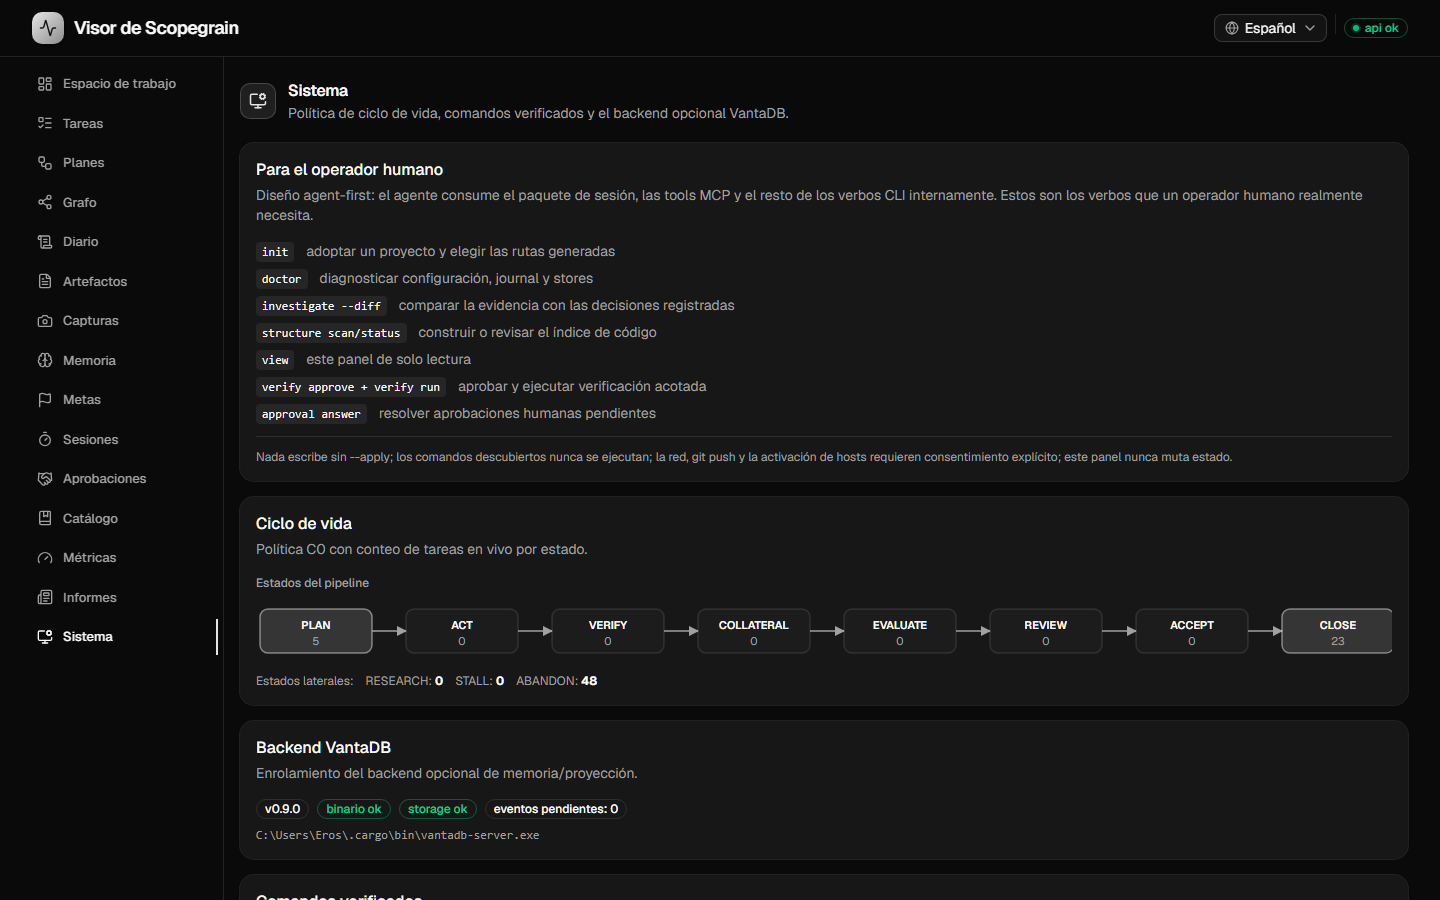 Visor de Scopegrain
Español
api ok
Espacio de trabajo
Tareas
Planes
Grafo
Diario
Artefactos
Capturas
Memoria
Metas
Sesiones
Aprobaciones
Catálogo
Métricas
Informes
Sistema
Sistema
Política de ciclo de vida, comandos verificados y el backend opcional VantaDB.
Para el operador humano
Diseño agent-first: el agente consume el paquete de sesión, las tools MCP y el resto de los verbos CLI internamente. Estos son los verbos que un operador humano realmente
necesita.
init adoptar un proyecto y elegir las rutas generadas
doctor diagnosticar configuración, journal y stores
investigate --diff comparar la evidencia con las decisiones registradas
structure scan/status construir o revisar el índice de código
view este panel de solo lectura
verify approve + verify run aprobar y ejecutar verificación acotada
approval answer resolver aprobaciones humanas pendientes
Nada escribe sin --apply; los comandos descubiertos nunca se ejecutan; la red, git push y la activación de hosts requieren consentimiento explícito; este panel nunca muta estado.
Ciclo de vida
Política C0 con conteo de tareas en vivo por estado.
Estados del pipeline
PLAN ACT VERIFY COLLATERAL EVALUATE REVIEW ACCEPT CLOSE
5 0 0 0 0 0 0 23
Estados laterales: RESEARCH: 0 STALL: 0 ABANDON: 48
Backend VantaDB
Enrolamiento del backend opcional de memoria/proyección.
v0.9.0 binario ok storage ok eventos pendientes: 0
C:\Users\Eros\.cargo\bin\vantadb-server.exe
Comandos verificados